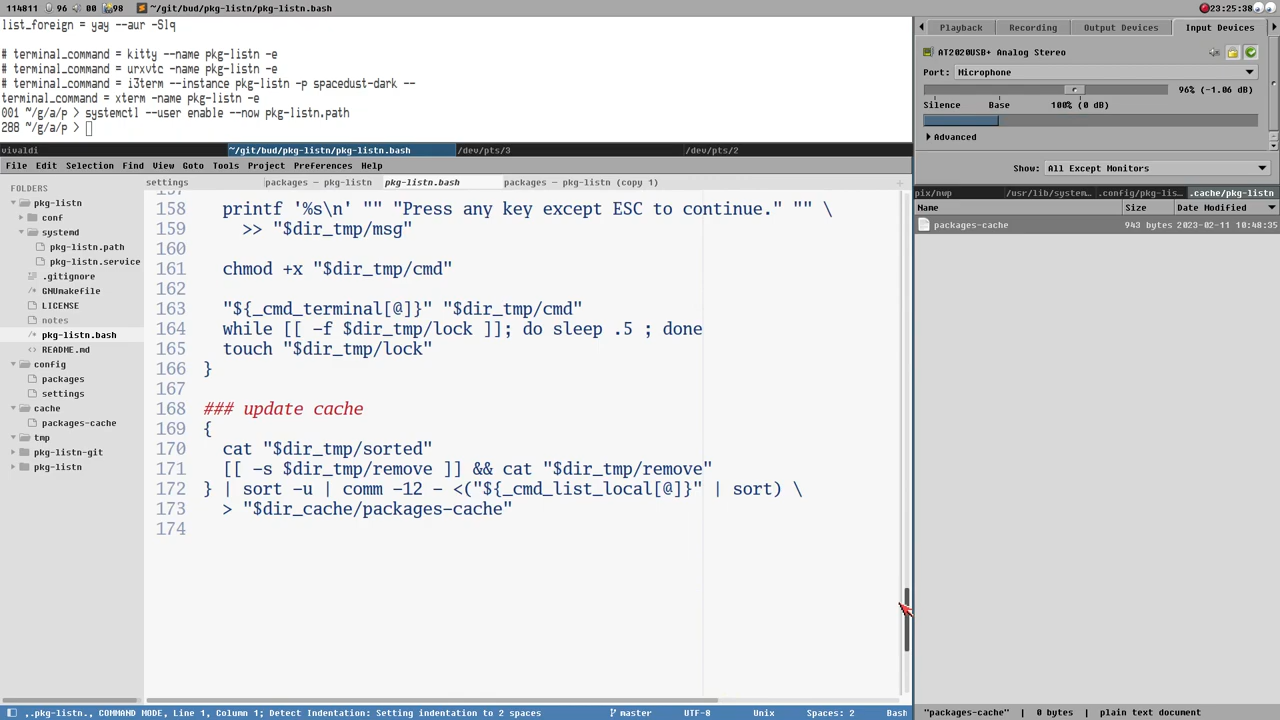 114811 96 00 98 ~/git/bud/pkg-listn/pkg-listn.bash 23:25:38
list_foreign = yay --aur -Slq
# terminal_command = kitty --name pkg-listn -e
# terminal_command = urxvtc -name pkg-listn -e
# terminal_command = i3term --instance pkg-listn -p spacedust-dark --
terminal_command = xterm -name pkg-listn -e
001 ~/g/a/p > systemctl --user enable --now pkg-listn.path
288 ~/g/a/p >
vivaldi ~/git/bud/pkg-listn/pkg-listn.bash /dev/pts/3 /dev/pts/2
File Edit Selection Find View Goto Tools Project Preferences Help
FOLDERS
pkg-listn
conf
systemd
pkg-listn.path
pkg-listn.service
.gitignore
GNUmakefile
LICENSE
notes
pkg-listn.bash
README.md
config
packages
settings
cache
packages-cache
tmp
pkg-listn-git
pkg-listn
settings packages — pkg-listn pkg-listn.bash packages — pkg-listn (copy 1)
157
158 printf '%s\n' "" "Press any key except ESC to continue." "" \
159 >> "$dir_tmp/msg"
160
161 chmod +x "$dir_tmp/cmd"
162
163 "${_cmd_terminal[@]}" "$dir_tmp/cmd"
164 while [[ -f $dir_tmp/lock ]]; do sleep .5 ; done
165 touch "$dir_tmp/lock"
166 }
167
168 ### update cache
169 {
170 cat "$dir_tmp/sorted"
171 [[ -s $dir_tmp/remove ]] && cat "$dir_tmp/remove"
172 } | sort -u | comm -12 - <("${_cmd_list_local[@]}" | sort) \
173 > "$dir_cache/packages-cache"
174
,.pkg-listn., COMMAND MODE, Line 1, Column 1; Detect Indentation: Setting indentation to 2 spaces master UTF-8 Unix Spaces: 2 Bash
Playback Recording Output Devices Input Devices
AT2020USB+ Analog Stereo
Port: Microphone
96% (-1.06 dB)
Silence Base 100% (0 dB)
Advanced
Show: All Except Monitors
pix/nwp /usr/lib/system… .config/pkg-lis… .cache/pkg-listn
Name Size Date Modified
packages-cache 943 bytes 2023-02-11 10:48:35
"packages-cache" | 0 bytes | plain text document